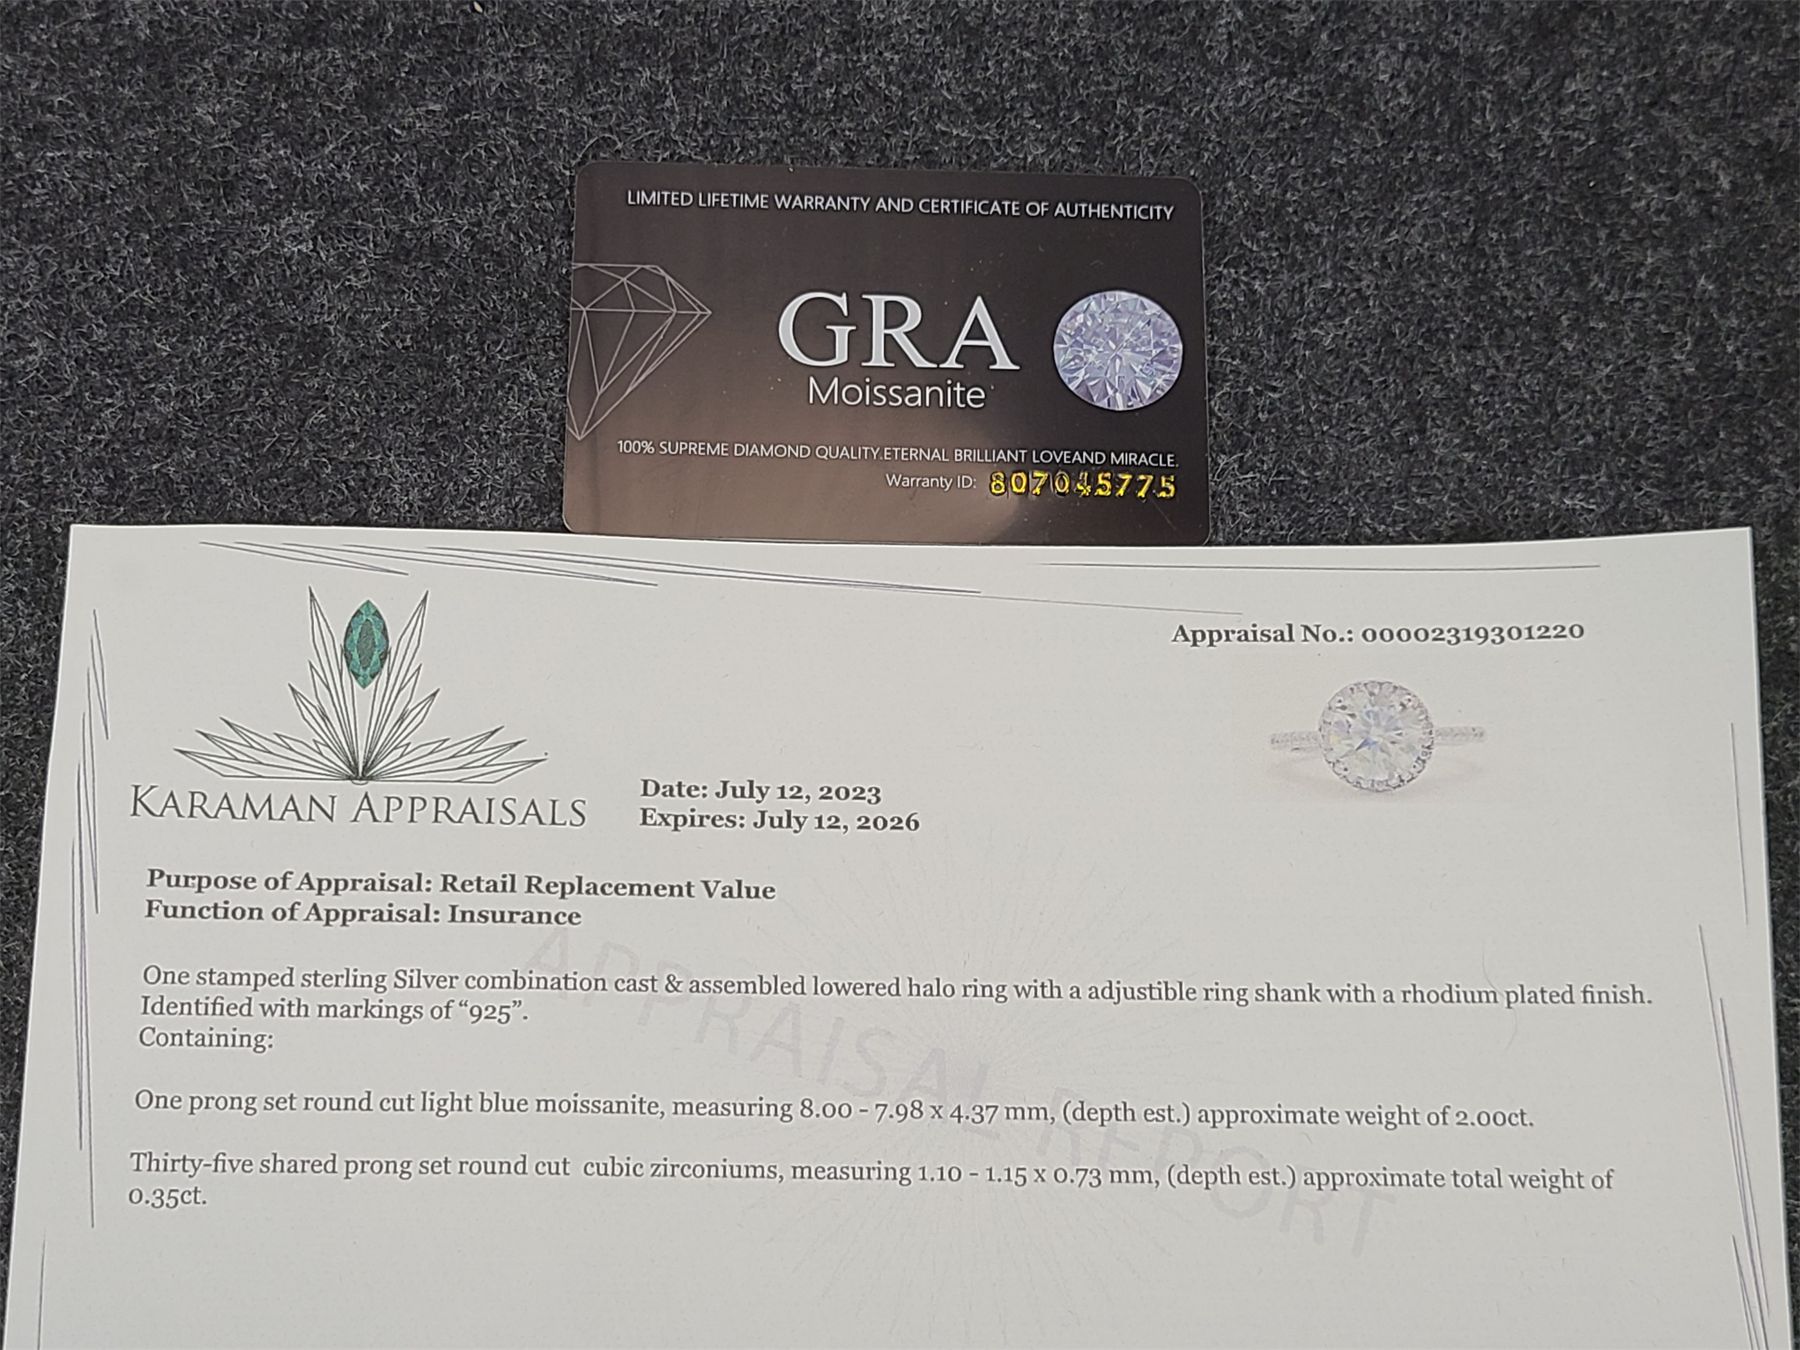 LIMITED LIFETIME WARRANTY AND CERTIFICATE OF AUTHENTICITY
GRA
Moissanite
100% SUPREME DIAMOND QUALITY.ETERNAL BRILLIANT LOVEAND MIRACLE.
Warranty ID: 807045775
Appraisal No.: 00002319301220
KARAMAN APPRAISALS
Date: July 12, 2023
Expires: July 12, 2026
Purpose of Appraisal: Retail Replacement Value
Function of Appraisal: Insurance
One stamped sterling Silver combination cast & assembled lowered halo ring with a adjustible ring shank with a rhodium plated finish.
Identified with markings of “925”.
Containing:
One prong set round cut light blue moissanite, measuring 8.00 - 7.98 x 4.37 mm, (depth est.) approximate weight of 2.00ct.
Thirty-five shared prong set round cut cubic zirconiums, measuring 1.10 - 1.15 x 0.73 mm, (depth est.) approximate total weight of
0.35ct.
APPRAISAL REPORT